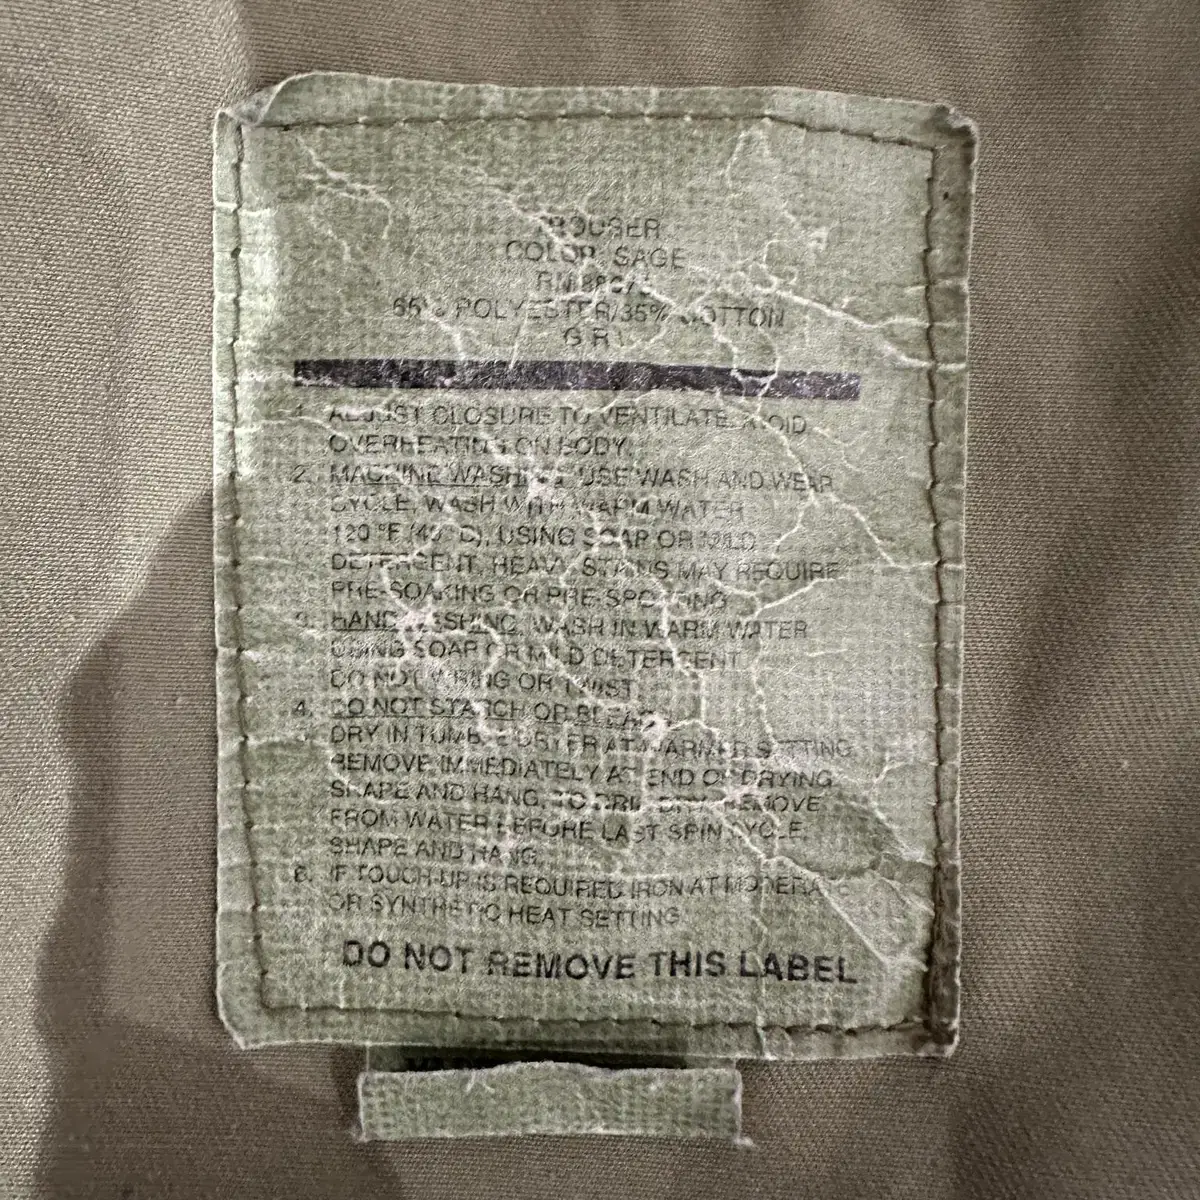 TROUSER
COLOR, SAGE
RN
65% POLYESTER/35% COTTON
G R
1. ADJUST CLOSURE TO VENTILATE. AVOID
OVERHEATING ON BODY.
2. MACHINE WASHING, USE WASH AND WEAR
CYCLE, WASH WITH WARM WATER
120 °F (49° C), USING SOAP OR MILD
DETERGENT, HEAVY STAINS MAY REQUIRE
PRE-SOAKING OR PRE-SPOTTING
3. HAND WASHING, WASH IN WARM WATER
USING SOAP OR MILD DETERGENT
DO NOT WRING OR TWIST
4. DO NOT STARCH OR BLEACH
DRY IN TUMBLE DRYER AT WARMER SETTING
REMOVE IMMEDIATELY AT END OF DRYING
SHAPE AND HANG. TO DRIP DRY, REMOVE
FROM WATER BEFORE LAST SPIN CYCLE,
SHAPE AND HANG.
6. IF TOUCH-UP IS REQUIRED IRON AT MODERATE
OR SYNTHETIC HEAT SETTING
DO NOT REMOVE THIS LABEL